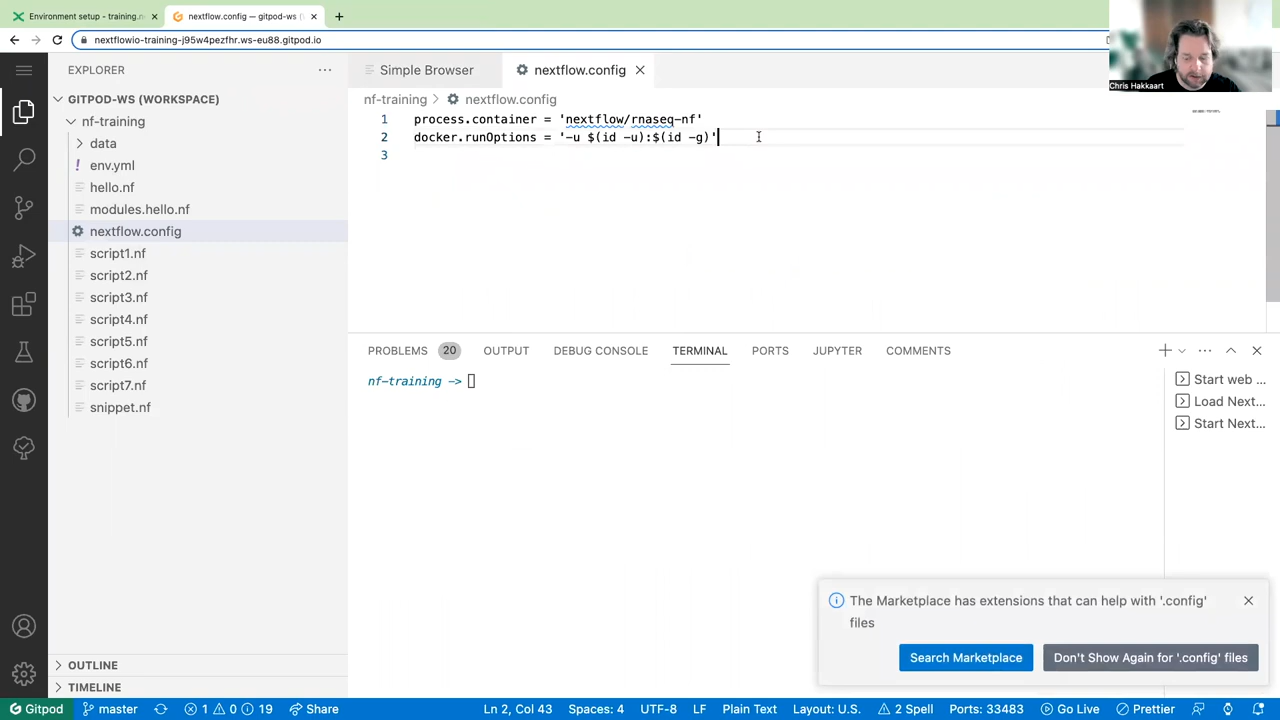 Environment setup - training.n
nextflow.config — gitpod-ws (
nextflowio-training-j95w4pezfhr.ws-eu88.gitpod.io
Chris Hakkaart
EXPLORER
GITPOD-WS (WORKSPACE)
nf-training
data
env.yml
hello.nf
modules.hello.nf
nextflow.config
script1.nf
script2.nf
script3.nf
script4.nf
script5.nf
script6.nf
script7.nf
snippet.nf
OUTLINE
TIMELINE
Simple Browser
nextflow.config
nf-training > nextflow.config
1 process.container = 'nextflow/rnaseq-nf'
2 docker.runOptions = '-u $(id -u):$(id -g)'
3
PROBLEMS 20 OUTPUT DEBUG CONSOLE TERMINAL PORTS JUPYTER COMMENTS
nf-training ->
Start web ...
Load Next...
Start Next...
The Marketplace has extensions that can help with '.config'
files
Search Marketplace
Don't Show Again for '.config' files
Gitpod master 1 0 19 Share Ln 2, Col 43 Spaces: 4 UTF-8 LF Plain Text Layout: U.S. 2 Spell Ports: 33483 Go Live Prettier